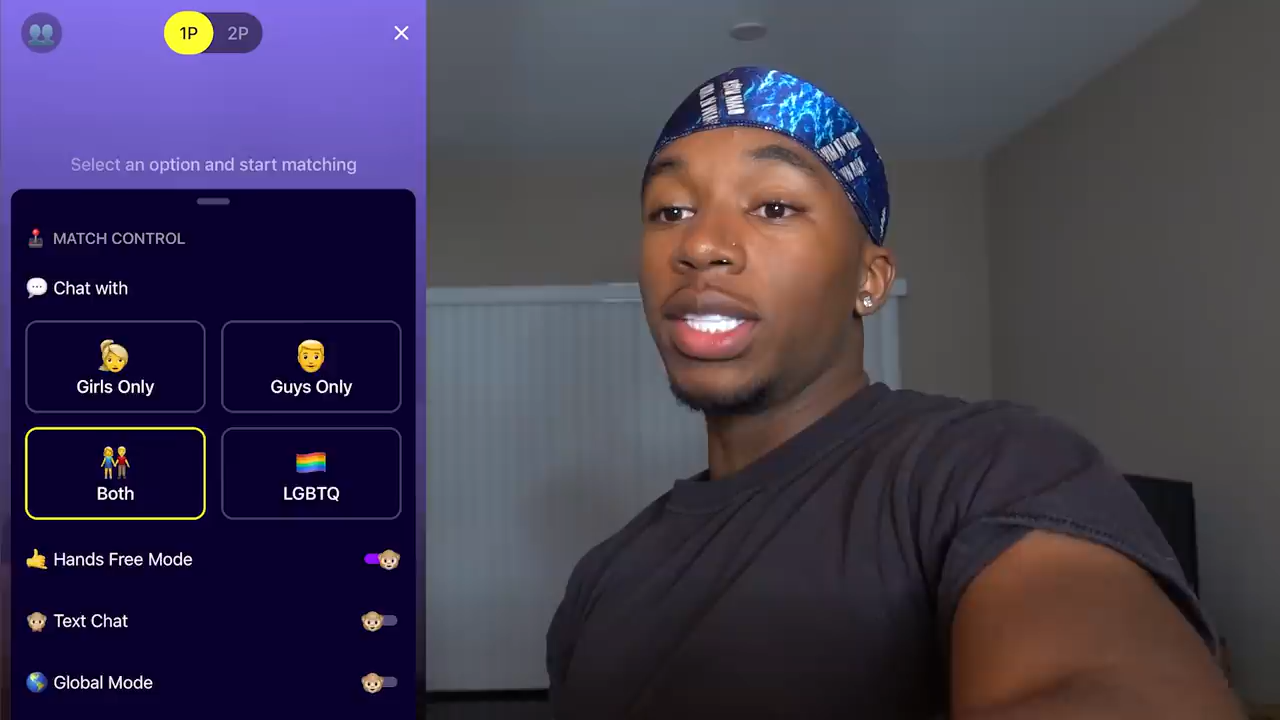 1P 2P
Select an option and start matching
MATCH CONTROL
Chat with
Girls Only
Guys Only
Both
LGBTQ
Hands Free Mode
Text Chat
Global Mode